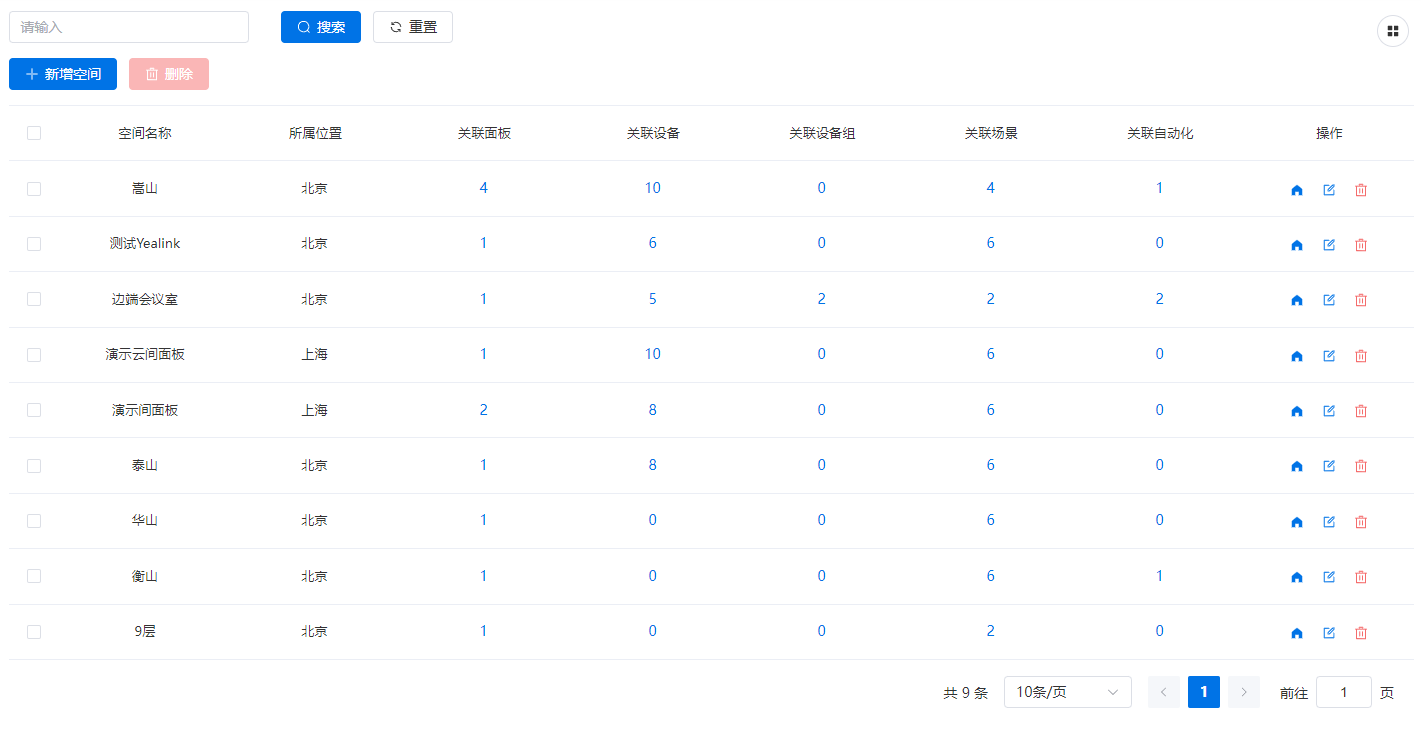 请输入 搜索 重置
新增空间 删除
空间名称 所属位置 关联面板 关联设备 关联设备组 关联场景 关联自动化 操作
嵩山 北京 4 10 0 4 1
测试Yealink 北京 1 6 0 6 0
边端会议室 北京 1 5 2 2 2
演示云间面板 上海 1 10 0 6 0
演示间面板 上海 2 8 0 6 0
泰山 北京 1 8 0 6 0
华山 北京 1 0 0 6 0
衡山 北京 1 0 0 6 1
9层 北京 1 0 0 2 0
共 9 条 10条/页 1 前往 1 页